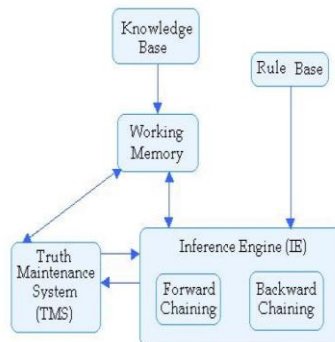 Knowledge
Base
Rule Base
Working
Memory
Truth
Maintenance
System
(TMS)
Inference Engine (IE)
Forward
Chaining
Backward
Chaining